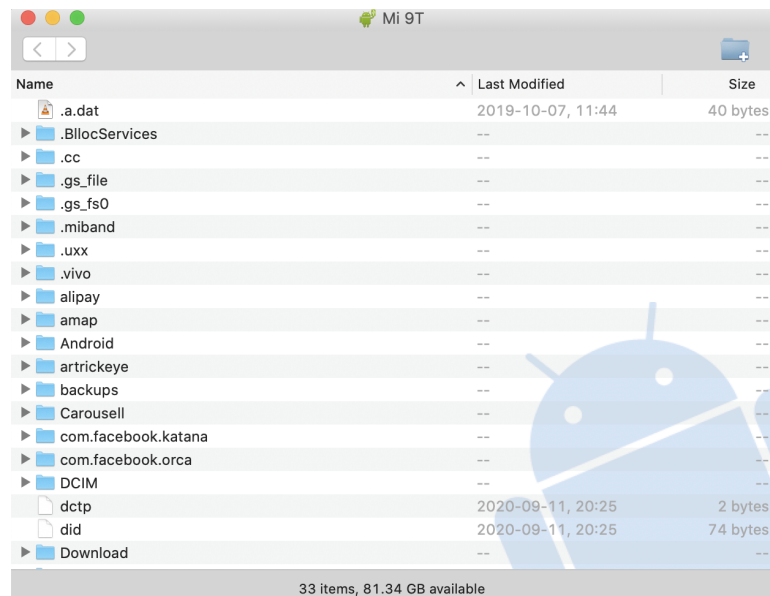 Mi 9T
Name Last Modified Size
.a.dat 2019-10-07, 11:44 40 bytes
.BllocServices -- --
.cc -- --
.gs_file -- --
.gs_fs0 -- --
.miband -- --
.uxx -- --
.vivo -- --
alipay -- --
amap -- --
Android -- --
artrickeye -- --
backups -- --
Carousell -- --
com.facebook.katana -- --
com.facebook.orca -- --
DCIM -- --
dctp 2020-09-11, 20:25 2 bytes
did 2020-09-11, 20:25 74 bytes
Download -- --
33 items, 81.34 GB available